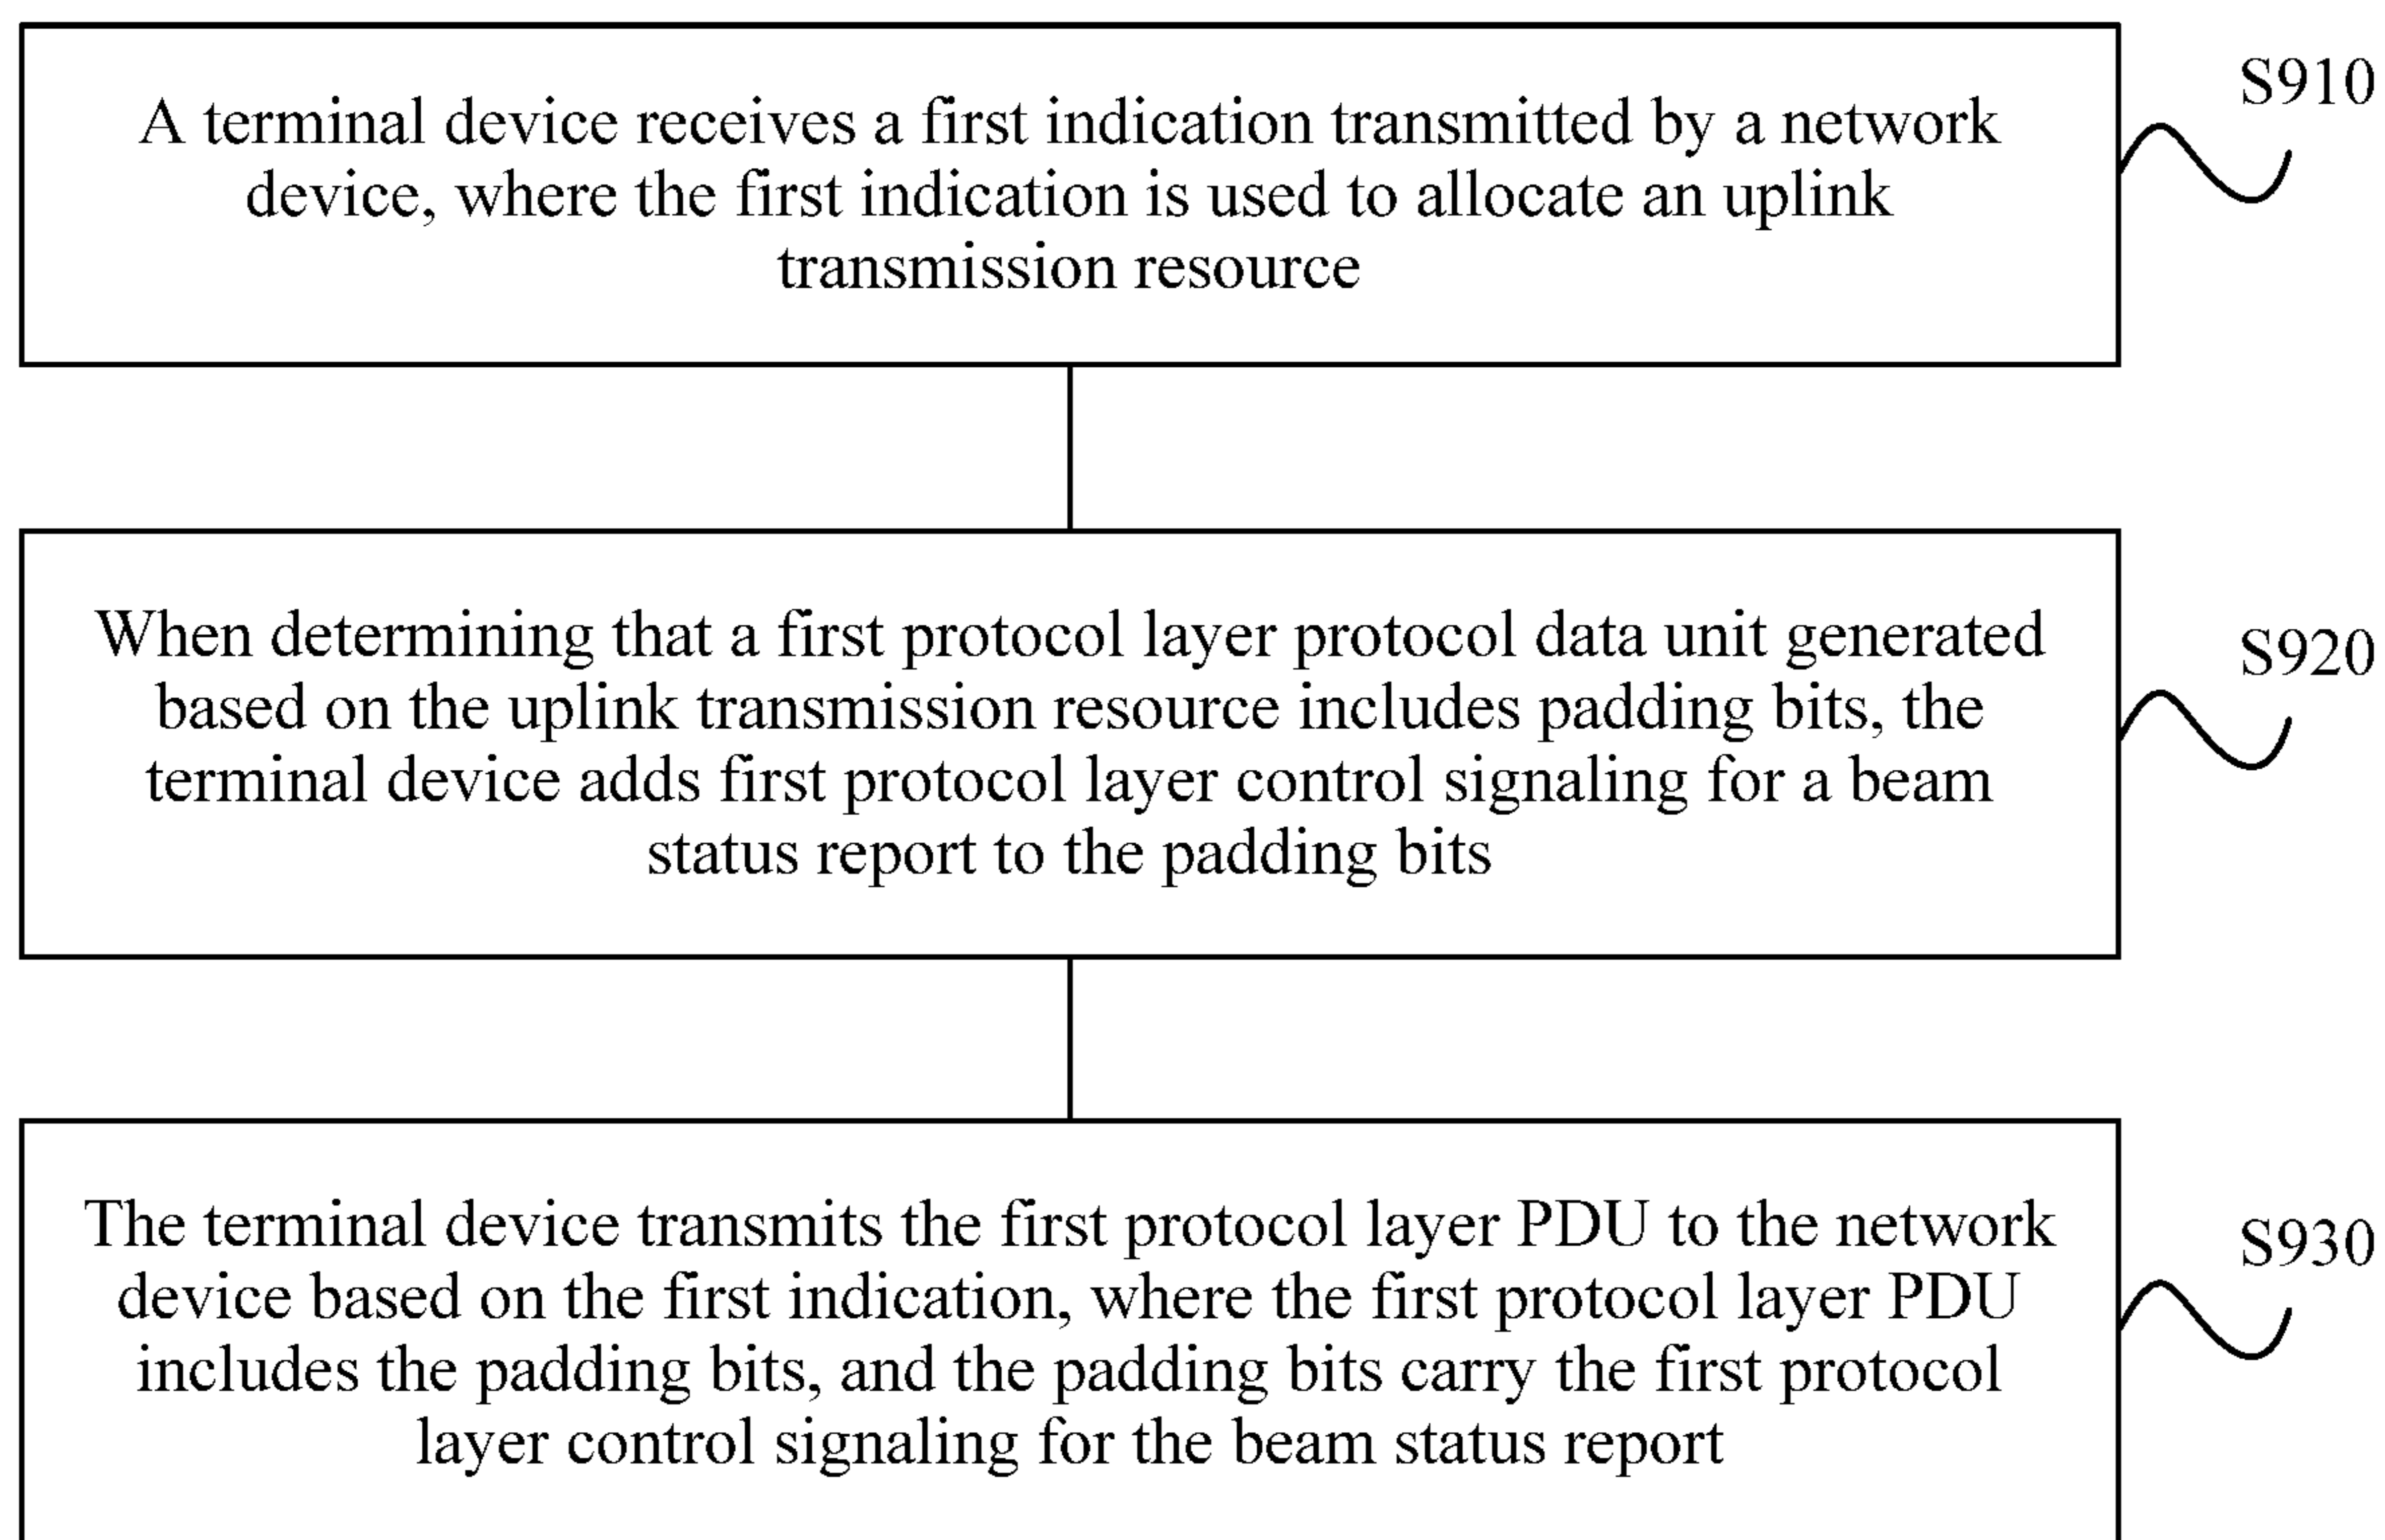 A terminal device receives a first indication transmitted by a network
device, where the first indication is used to allocate an uplink
transmission resource
S910
When determining that a first protocol layer protocol data unit generated
based on the uplink transmission resource includes padding bits, the
terminal device adds first protocol layer control signaling for a beam
status report to the padding bits
S920
The terminal device transmits the first protocol layer PDU to the network
device based on the first indication, where the first protocol layer PDU
includes the padding bits, and the padding bits carry the first protocol
layer control signaling for the beam status report
S930